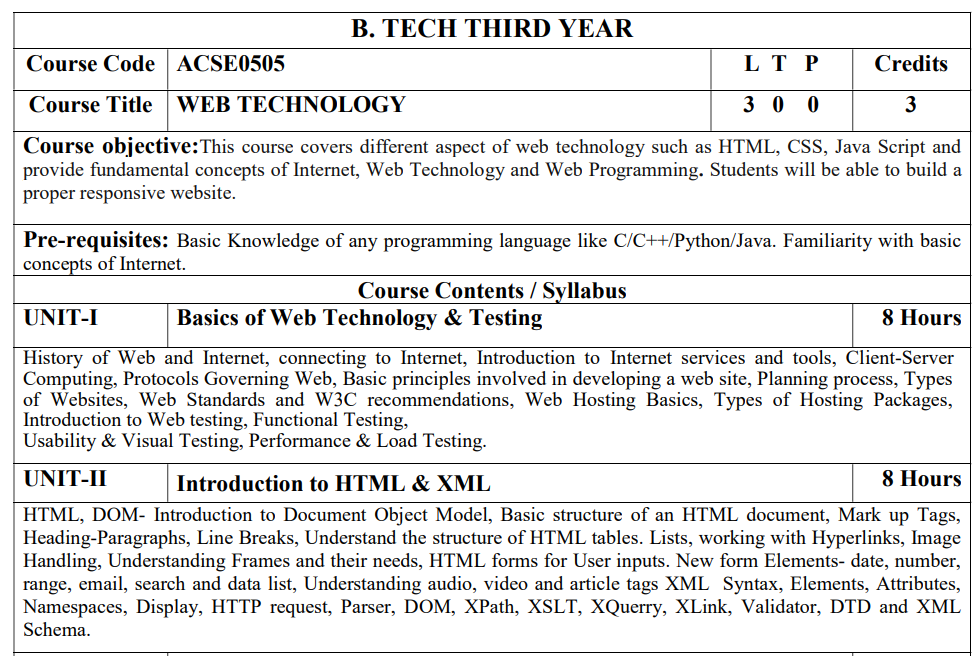 B. TECH THIRD YEAR
Course Code ACSE0505 L T P Credits
Course Title WEB TECHNOLOGY 3 0 0 3
Course objective:This course covers different aspect of web technology such as HTML, CSS, Java Script and
provide fundamental concepts of Internet, Web Technology and Web Programming. Students will be able to build a
proper responsive website.
Pre-requisites: Basic Knowledge of any programming language like C/C++/Python/Java. Familiarity with basic
concepts of Internet.
Course Contents / Syllabus
UNIT-I Basics of Web Technology & Testing 8 Hours
History of Web and Internet, connecting to Internet, Introduction to Internet services and tools, Client-Server
Computing, Protocols Governing Web, Basic principles involved in developing a web site, Planning process, Types
of Websites, Web Standards and W3C recommendations, Web Hosting Basics, Types of Hosting Packages,
Introduction to Web testing, Functional Testing,
Usability & Visual Testing, Performance & Load Testing.
UNIT-II Introduction to HTML & XML 8 Hours
HTML, DOM- Introduction to Document Object Model, Basic structure of an HTML document, Mark up Tags,
Heading-Paragraphs, Line Breaks, Understand the structure of HTML tables. Lists, working with Hyperlinks, Image
Handling, Understanding Frames and their needs, HTML forms for User inputs. New form Elements- date, number,
range, email, search and data list, Understanding audio, video and article tags XML Syntax, Elements, Attributes,
Namespaces, Display, HTTP request, Parser, DOM, XPath, XSLT, XQuerry, XLink, Validator, DTD and XML
Schema.